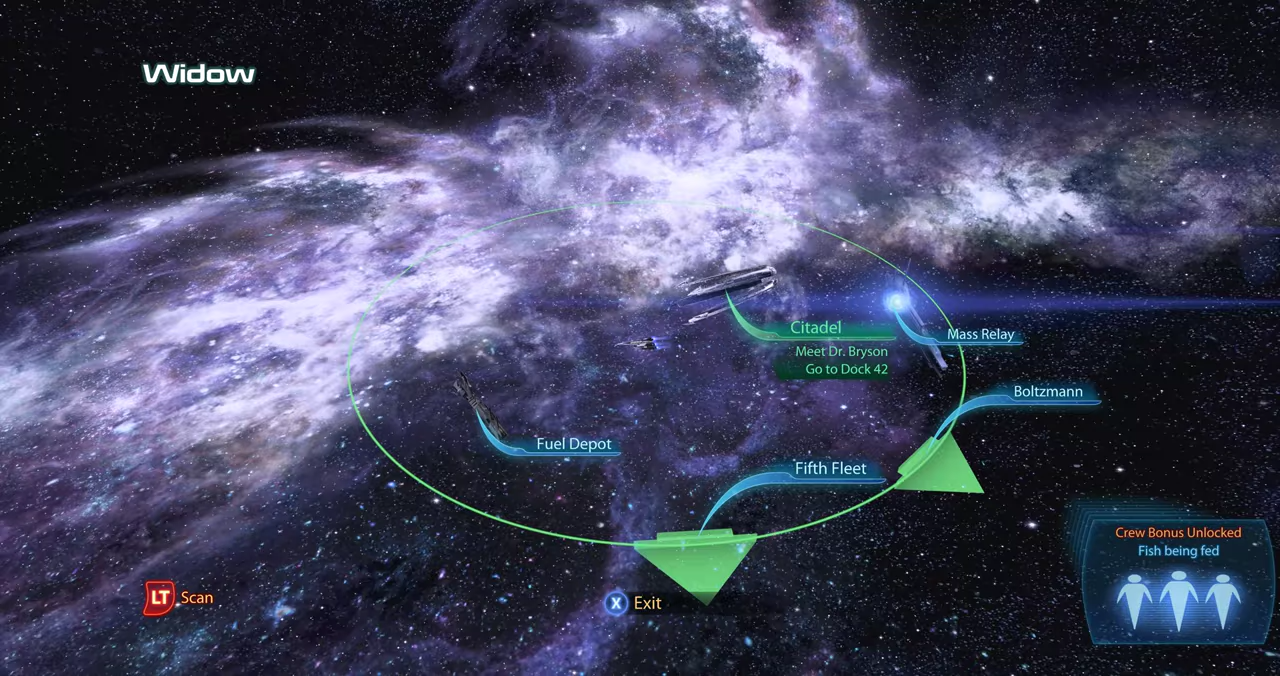 Widow
Citadel
Meet Dr. Bryson
Go to Dock 42
Mass Relay
Boltzmann
Fuel Depot
Fifth Fleet
Crew Bonus Unlocked
Fish being fed
LT Scan
X Exit